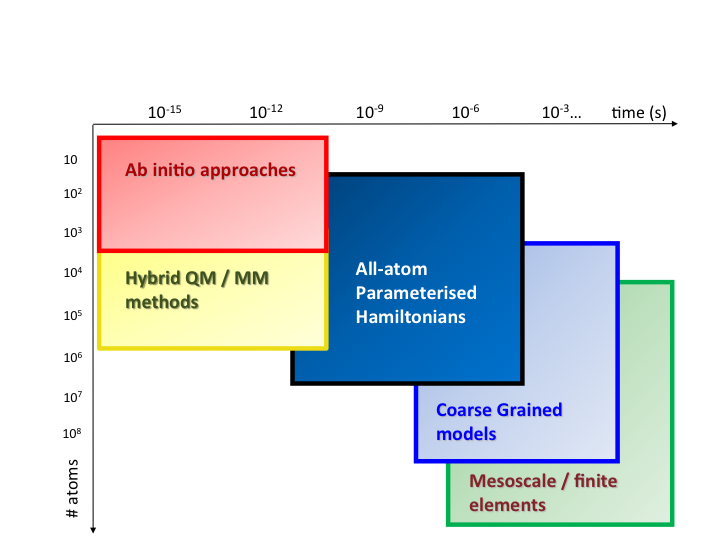 10⁻¹⁵ 10⁻¹² 10⁻⁹ 10⁻⁶ 10⁻³... time (s)
10
10²
10³
10⁴
10⁵
10⁶
10⁷
10⁸
# atoms
Ab initio approaches
Hybrid QM / MM
methods
All-atom
Parameterised
Hamiltonians
Coarse Grained
models
Mesoscale / finite
elements